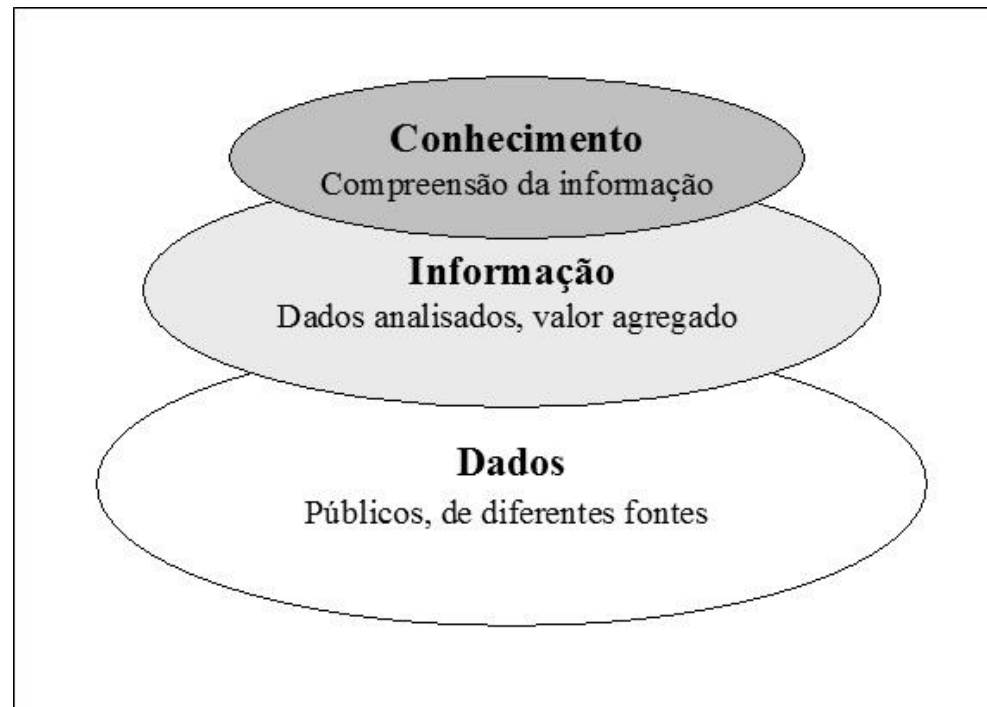 Conhecimento
Compreensão da informação
Informação
Dados analisados, valor agregado
Dados
Públicos, de diferentes fontes